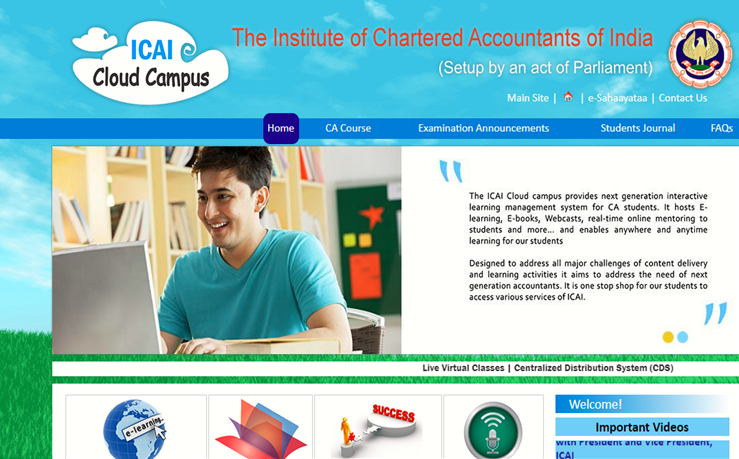 ICAI
Cloud Campus
The Institute of Chartered Accountants of India
(Setup by an act of Parliament)
Main Site | | e-Sahaayataa | Contact Us
Home CA Course Examination Announcements Students Journal FAQs
The ICAI Cloud campus provides next generation interactive
learning management system for CA students. It hosts E-
learning, E-books, Webcasts, real-time online mentoring to
students and more... and enables anywhere and anytime
learning for our students
Designed to address all major challenges of content delivery
and learning activities it aims to address the need of next
generation accountants. It is one stop shop for our students to
access various services of ICAI.
Live Virtual Classes | Centralized Distribution System (CDS)
e-learning
SUCCESS
Welcome!
Important Videos
with President and Vice President,
ICAI